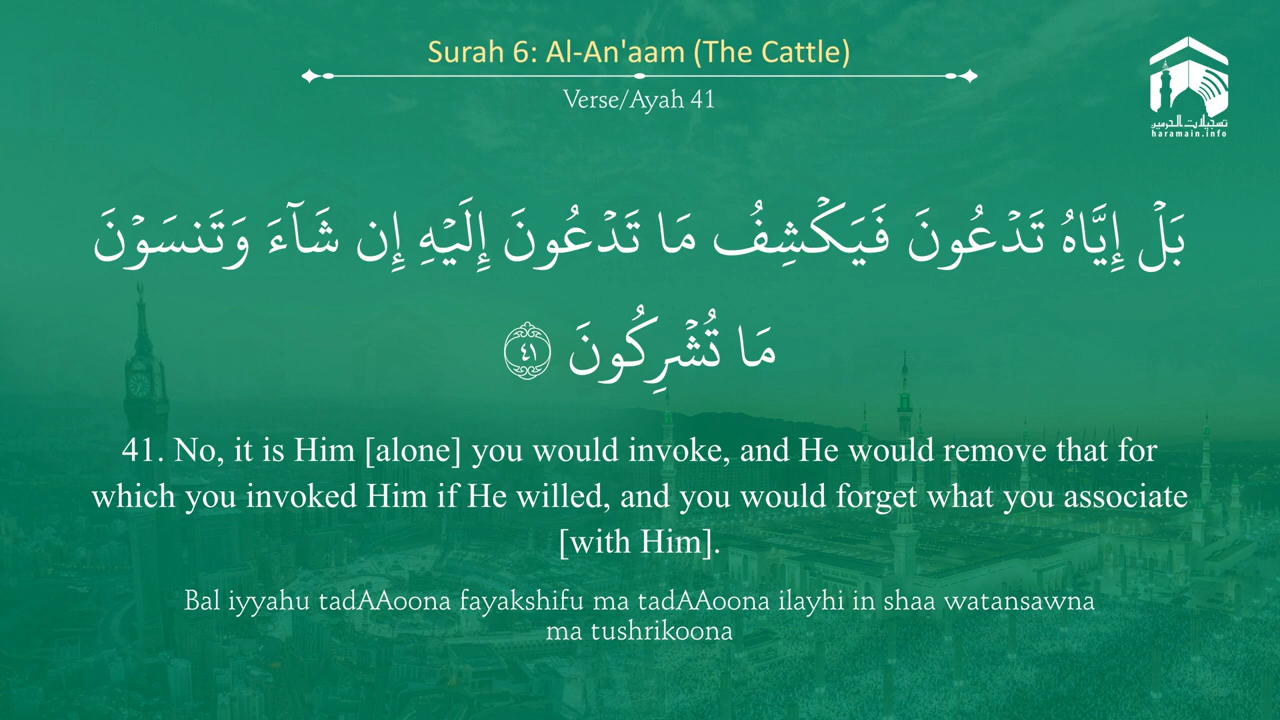 Surah 6: Al-An'aam (The Cattle)
Verse/Ayah 41
تسجيلات الحرمين
haramain.info
بَلۡ إِيَّاهُ تَدۡعُونَ فَيَكۡشِفُ مَا تَدۡعُونَ إِلَيۡهِ إِن شَآءَ وَتَنسَوۡنَ
مَا تُشۡرِكُونَ ٤١
41. No, it is Him [alone] you would invoke, and He would remove that for
which you invoked Him if He willed, and you would forget what you associate
[with Him].
Bal iyyahu tadAAoona fayakshifu ma tadAAoona ilayhi in shaa watansawna
ma tushrikoona